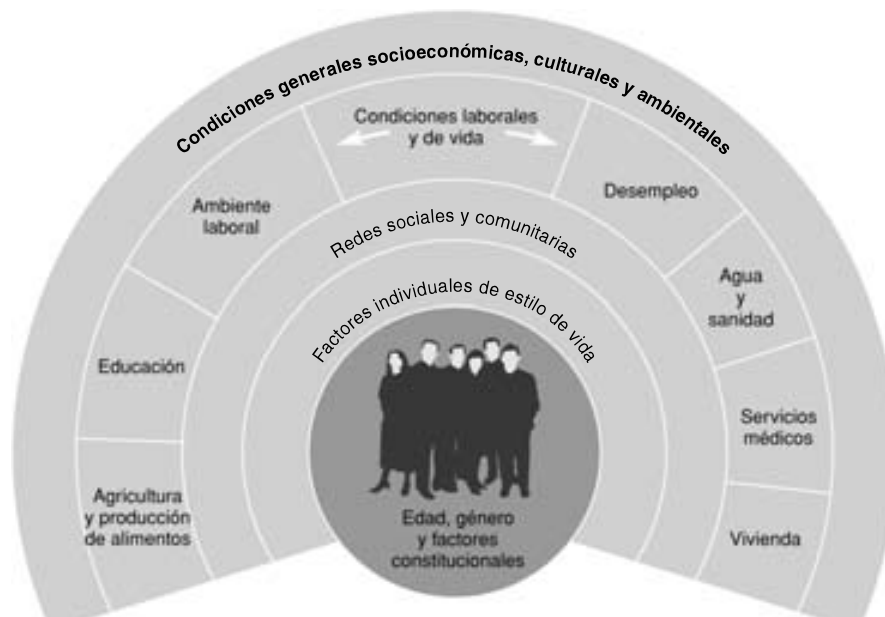 Condiciones generales socioeconómicas, culturales y ambientales
Condiciones laborales
y de vida
Ambiente
laboral
Desempleo
Redes sociales y comunitarias
Agua
y
sanidad
Factores individuales de estilo de vida
Educación
Servicios
médicos
Agricultura
y producción
de alimentos
Edad, género
y factores
constitucionales
Vivienda